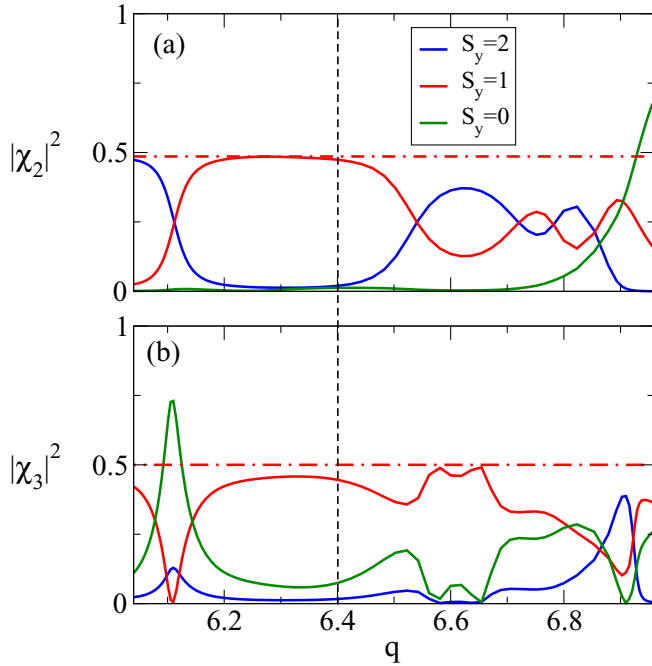 1
(a)
S_y=2
S_y=1
S_y=0
|χ_2|^2
0.5
0
1
(b)
|χ_3|^2
0.5
0
6.2 6.4 6.6 6.8
q